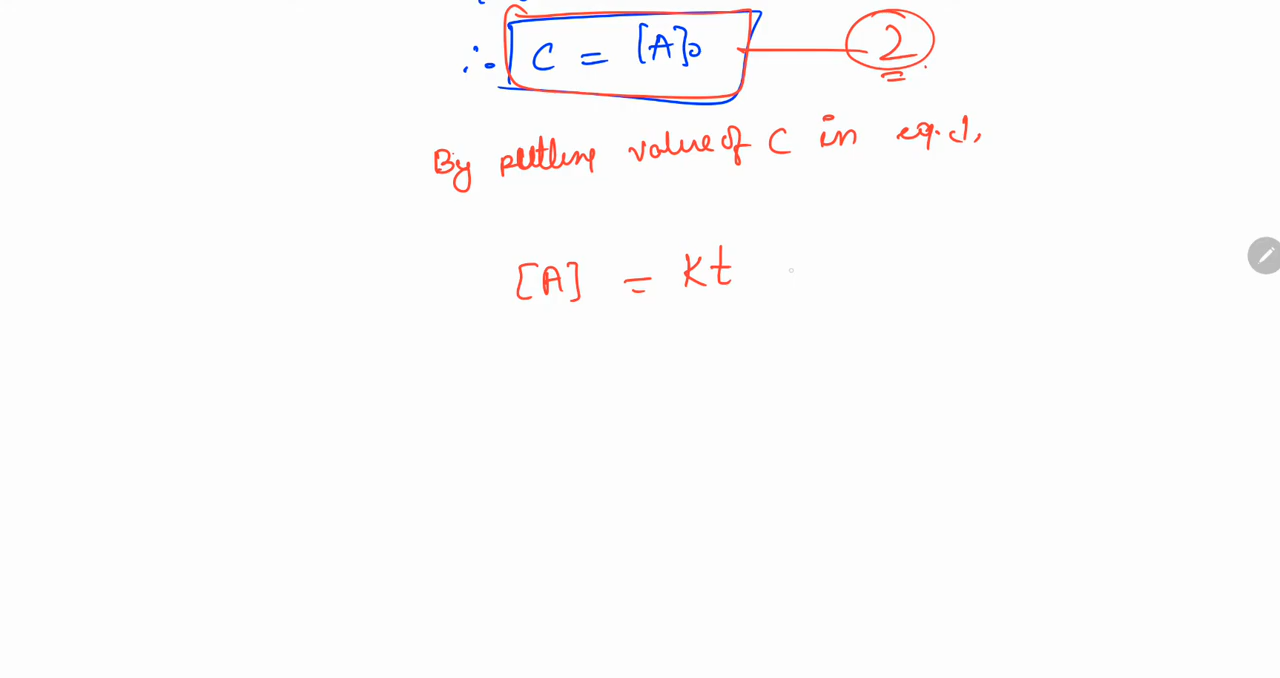 ∴ C = [A]₀ —— 2
By putting value of C in eq. 1,
[A] = Kt